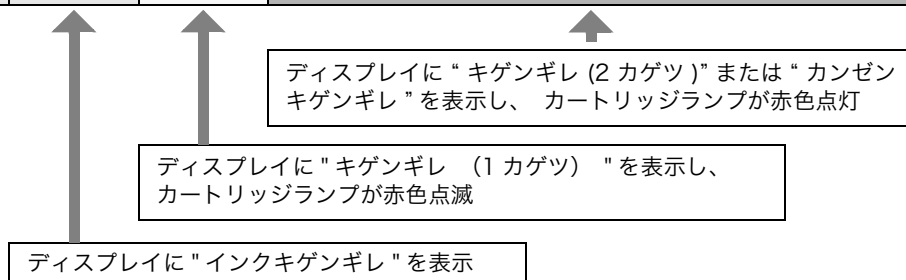 ディスプレイに “ キゲンギレ (2 カゲツ )” または “ カンゼン
キゲンギレ ” を表示し、 カートリッジランプが赤色点灯
ディスプレイに " キゲンギレ （1 カゲツ） " を表示し、
カートリッジランプが赤色点滅
ディスプレイに " インクキゲンギレ " を表示